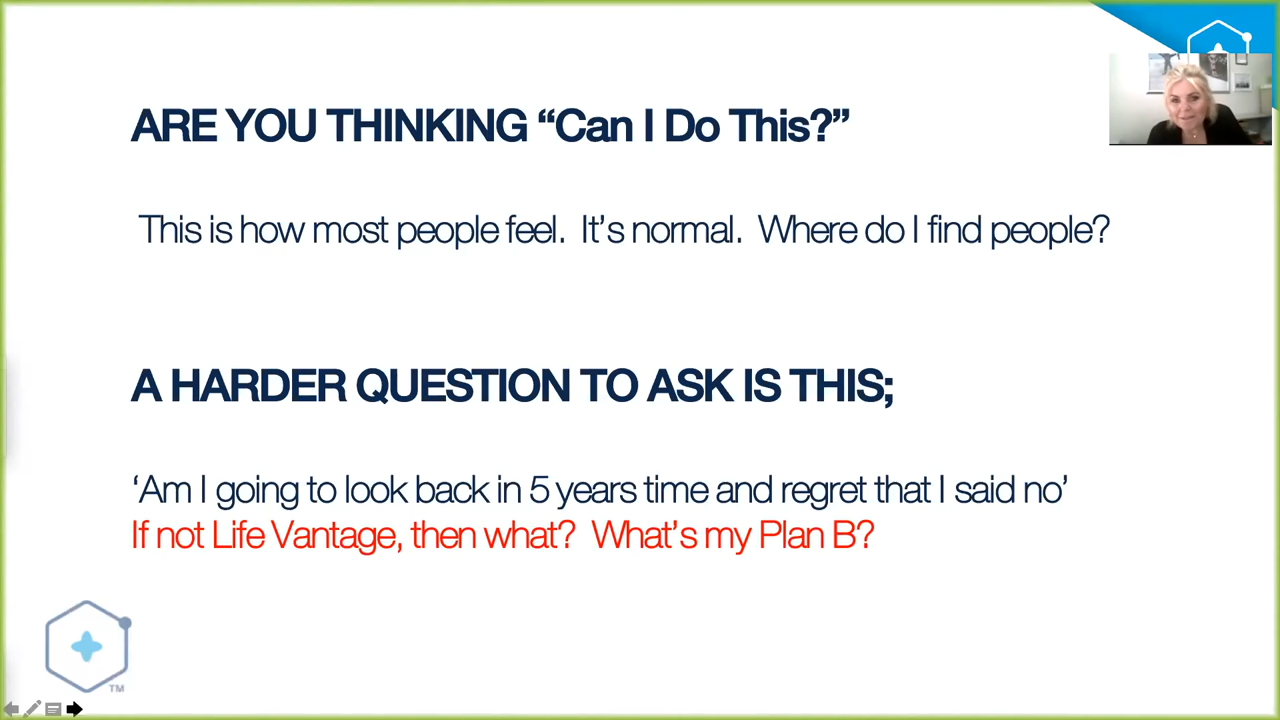 ARE YOU THINKING “Can I Do This?”
This is how most people feel.  It’s normal.  Where do I find people?
A HARDER QUESTION TO ASK IS THIS;
‘Am I going to look back in 5 years time and regret that I said no’
If not Life Vantage, then what?  What’s my Plan B?
TM